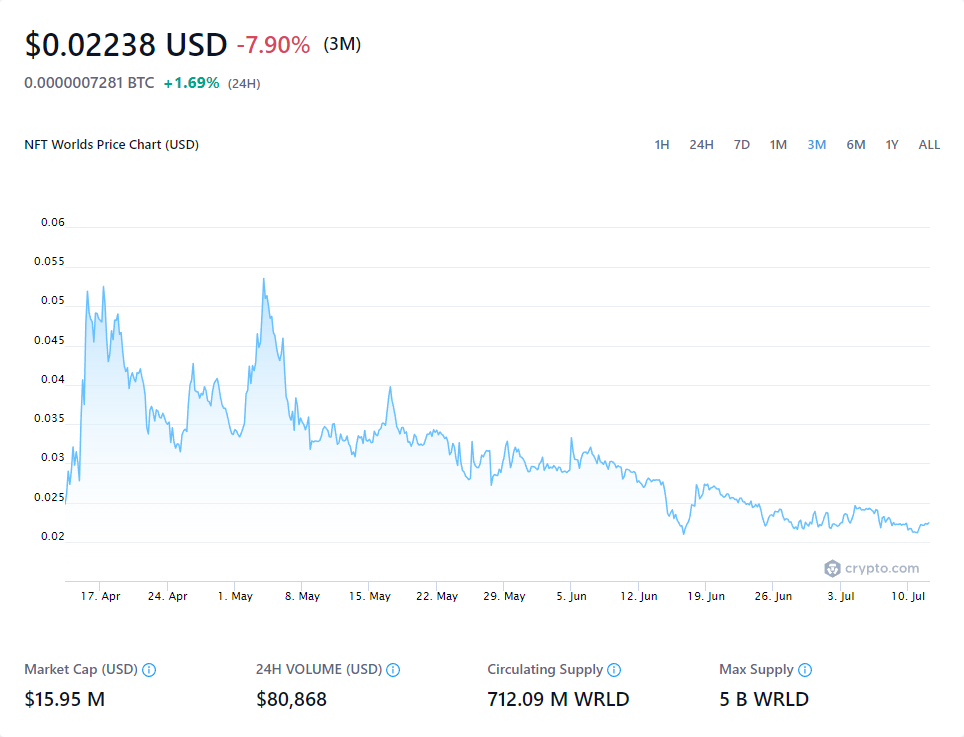 $0.02238 USD -7.90% (3M)
0.0000007281 BTC +1.69% (24H)
NFT Worlds Price Chart (USD) 1H 24H 7D 1M 3M 6M 1Y ALL
0.06
0.055
0.05
0.045
0.04
0.035
0.03
0.025
0.02
crypto.com
17. Apr 24. Apr 1. May 8. May 15. May 22. May 29. May 5. Jun 12. Jun 19. Jun 26. Jun 3. Jul 10. Jul
Market Cap (USD) 24H VOLUME (USD) Circulating Supply Max Supply
$15.95 M $80,868 712.09 M WRLD 5 B WRLD